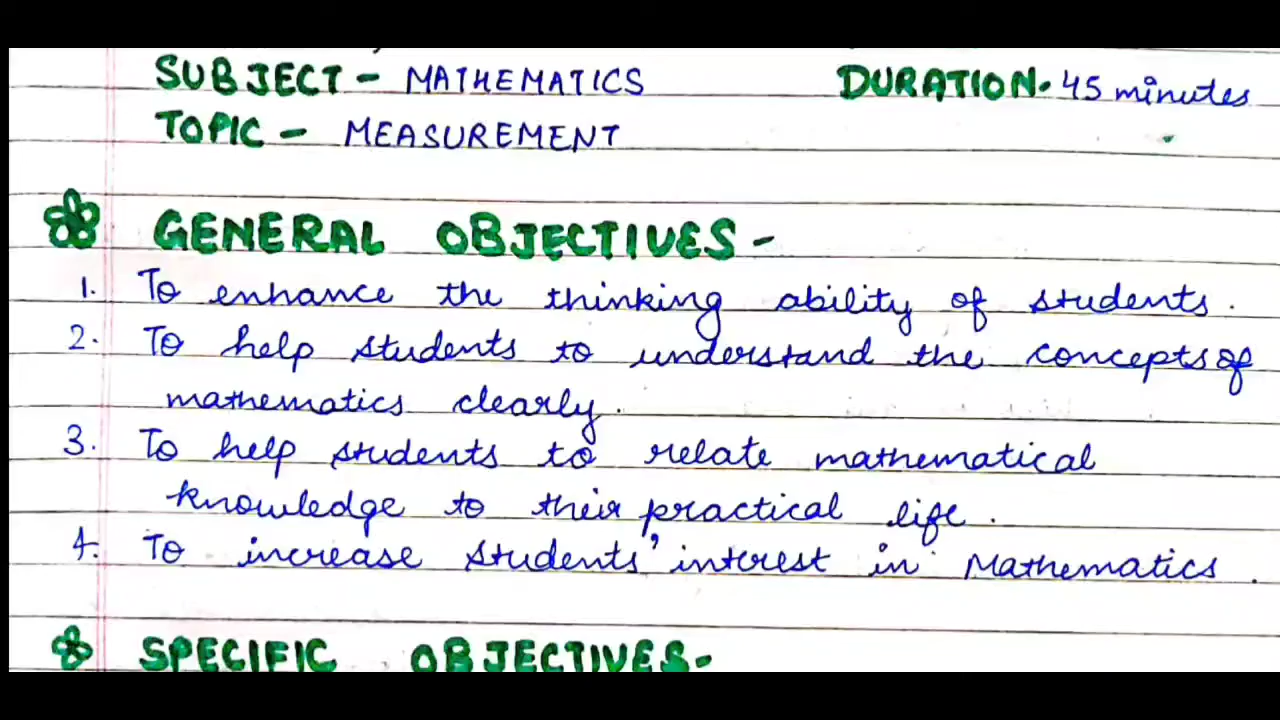 SUBJECT - MATHEMATICS DURATION. 45 minutes
TOPIC - MEASUREMENT
GENERAL OBJECTIVES -
1. To enhance the thinking ability of students.
2. To help students to understand the concepts of
mathematics clearly.
3. To help students to relate mathematical
knowledge to their practical life.
4. To increase students' interest in Mathematics.
SPECIFIC OBJECTIVES -